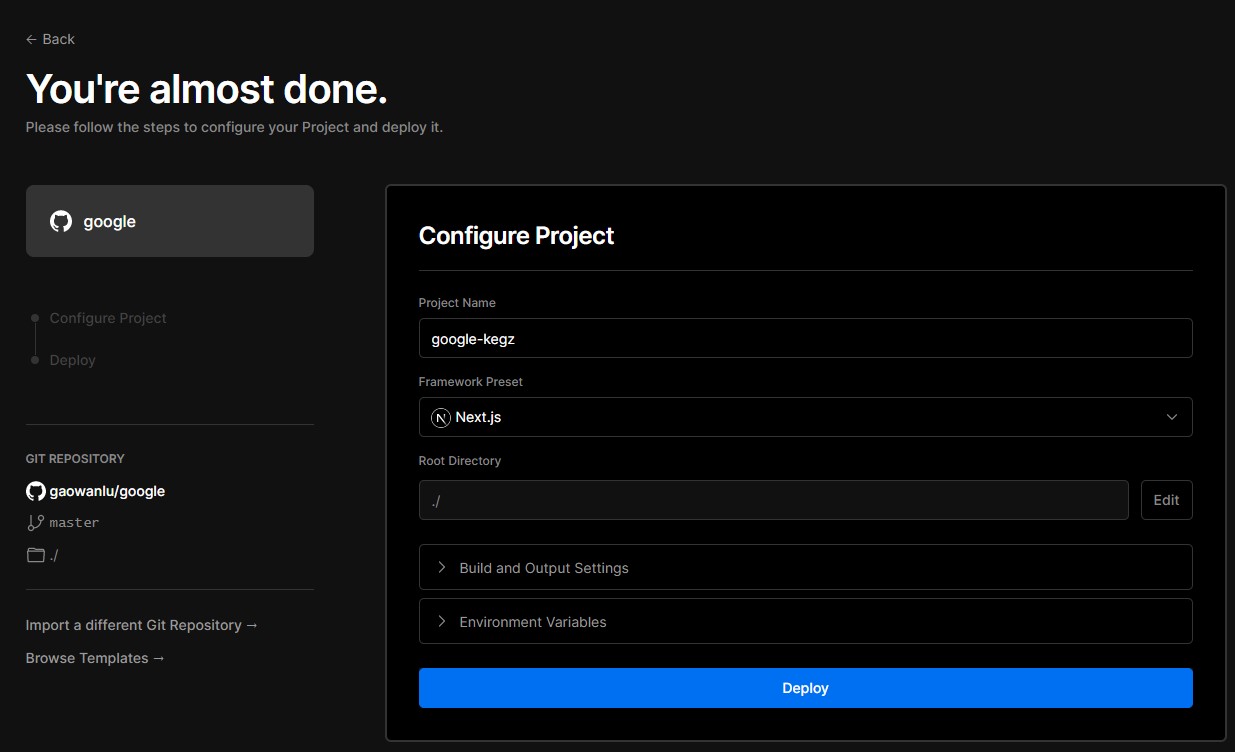 ← Back
You're almost done.
Please follow the steps to configure your Project and deploy it.
google
Configure Project
Deploy
GIT REPOSITORY
gaowanlu/google
master
./
Import a different Git Repository →
Browse Templates →
Configure Project
Project Name
google-kegz
Framework Preset
N Next.js
Root Directory
./
Edit
Build and Output Settings
Environment Variables
Deploy